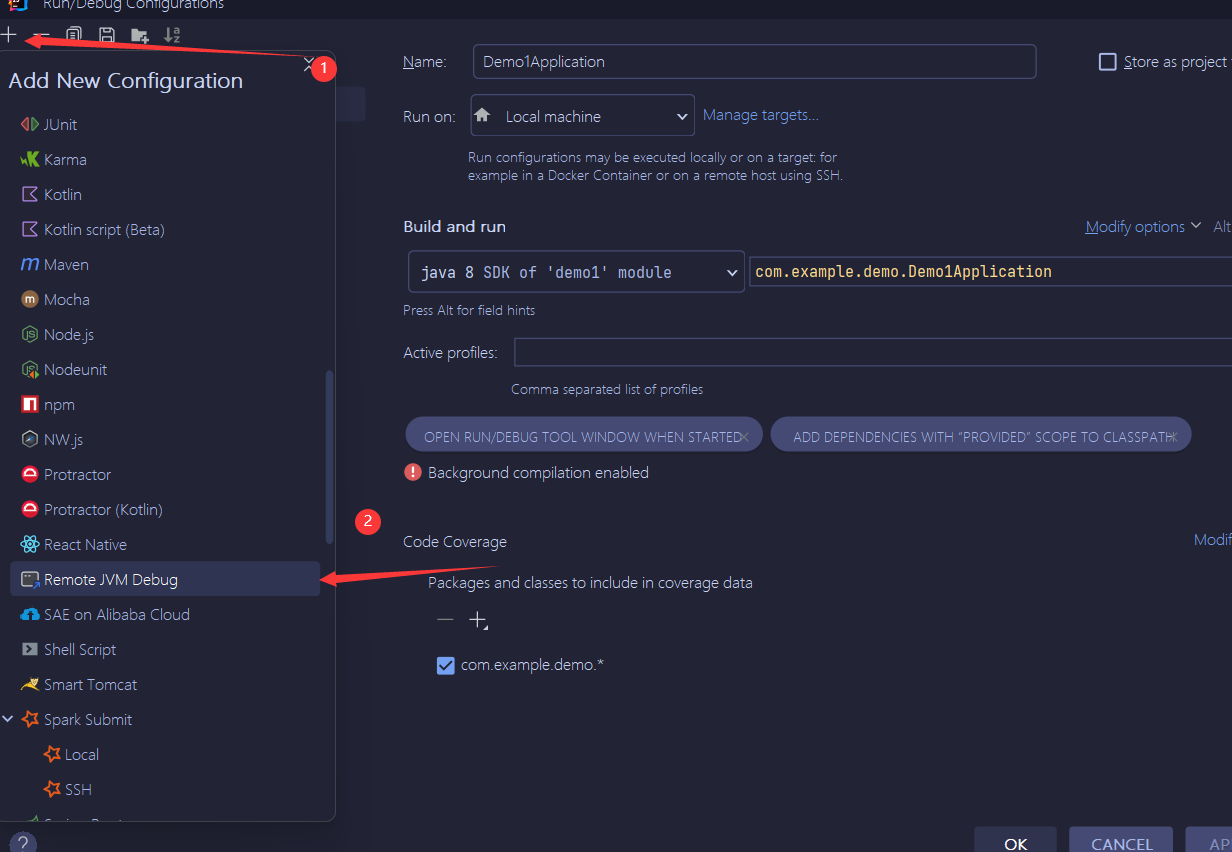 Run/Debug Configurations
1
Add New Configuration
JUnit
Karma
Kotlin
Kotlin script (Beta)
Maven
Mocha
Node.js
Nodeunit
npm
NW.js
Protractor
Protractor (Kotlin)
React Native
Remote JVM Debug
SAE on Alibaba Cloud
Shell Script
Smart Tomcat
Spark Submit
Local
SSH
?
2
Name: Demo1Application
Store as project
Run on: Local machine Manage targets...
Run configurations may be executed locally or on a target: for
example in a Docker Container or on a remote host using SSH.
Build and run
Modify options Alt
java 8 SDK of 'demo1' module com.example.demo.Demo1Application
Press Alt for field hints
Active profiles:
Comma separated list of profiles
OPEN RUN/DEBUG TOOL WINDOW WHEN STARTED ADD DEPENDENCIES WITH “PROVIDED” SCOPE TO CLASSPATH
Background compilation enabled
Code Coverage Modif
Packages and classes to include in coverage data
com.example.demo.*
OK CANCEL AP